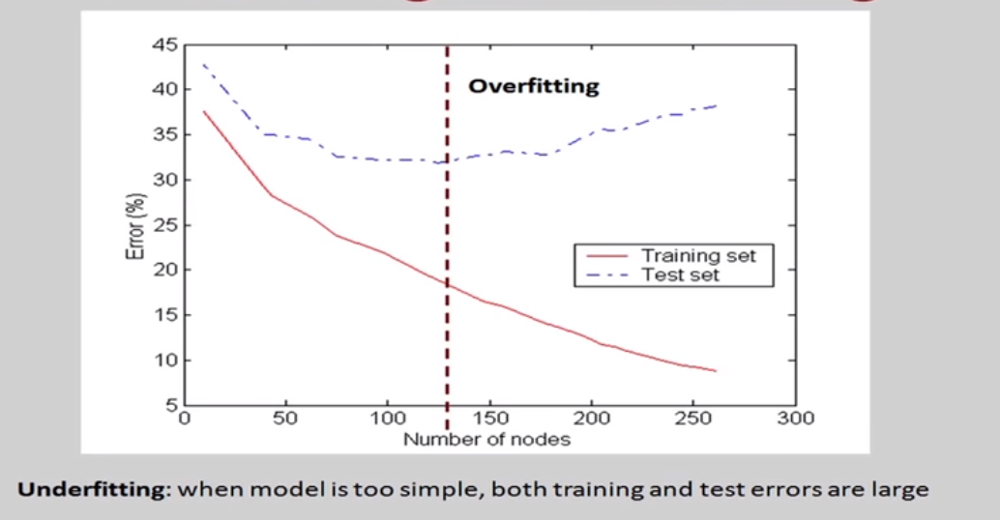 45
40
35
30
25
20
15
10
5
Error (%)
Overfitting
Training set
Test set
0 50 100 150 200 250 300
Number of nodes
Underfitting: when model is too simple, both training and test errors are large